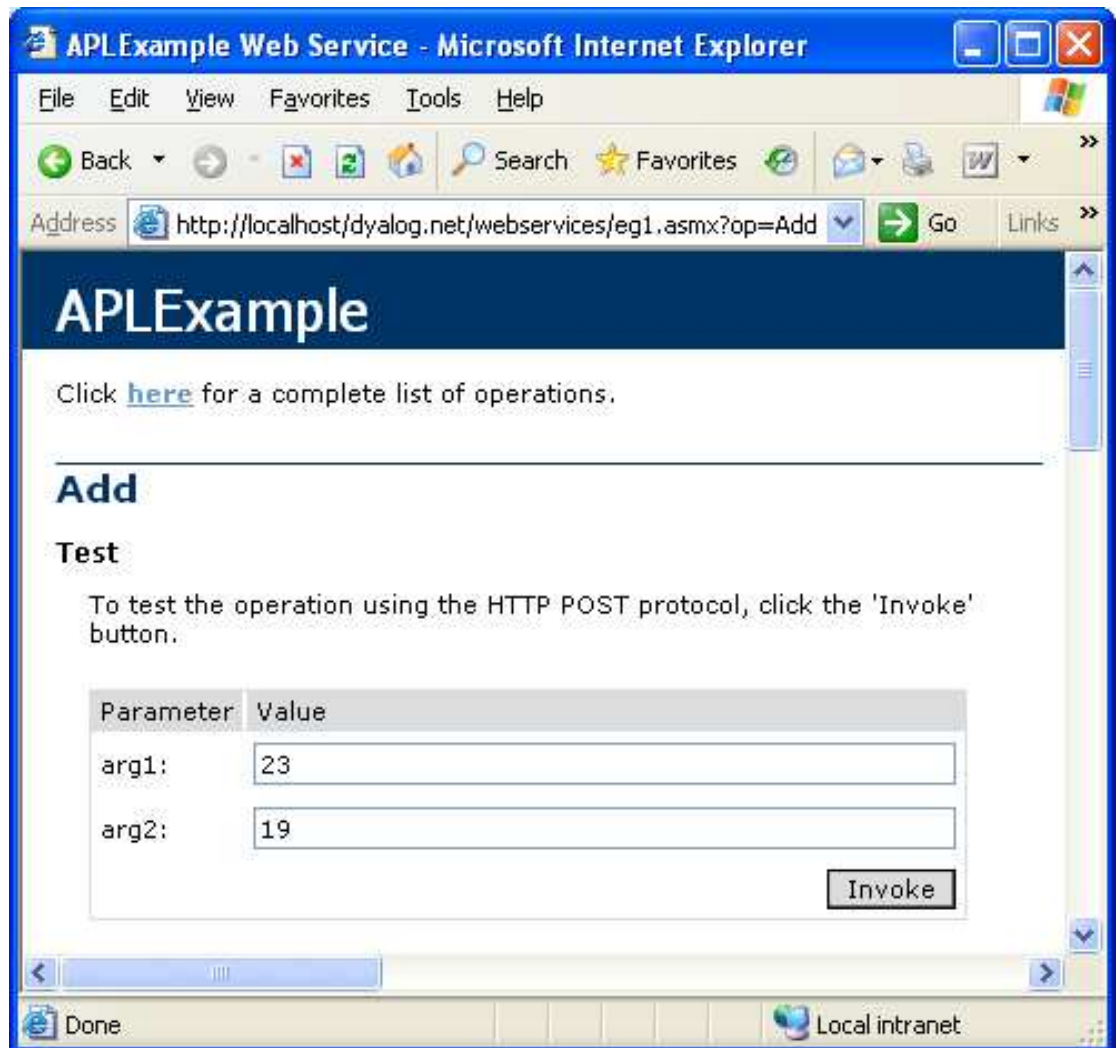 APLExample Web Service - Microsoft Internet Explorer
File Edit View Favorites Tools Help
Back Search Favorites
Address http://localhost/dyalog.net/webservices/eg1.asmx?op=Add Go Links
APLExample
Click here for a complete list of operations.
Add
Test
To test the operation using the HTTP POST protocol, click the 'Invoke'
button.
Parameter Value
arg1: 23
arg2: 19
Invoke
Done Local intranet